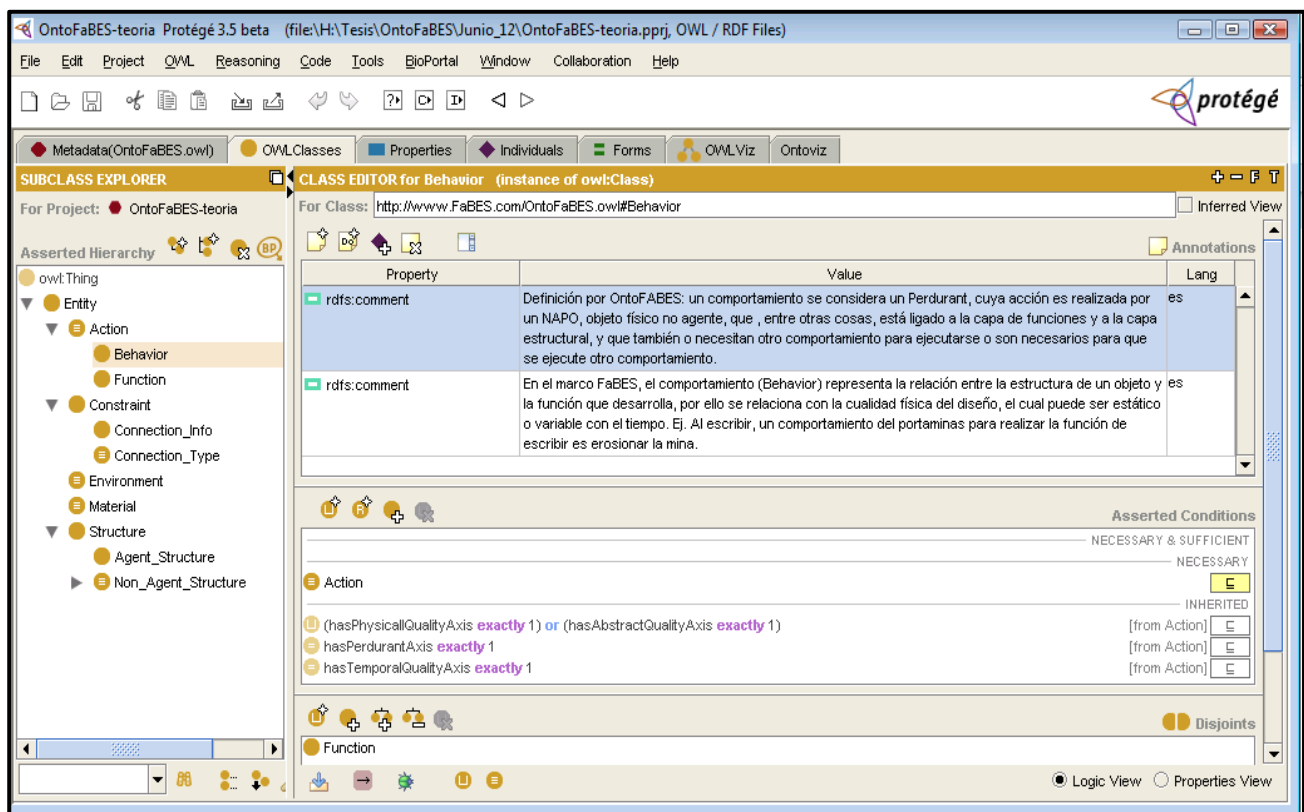 OntoFaBES-teoria Protégé 3.5 beta (file:\H:\Tesis\OntoFaBES\Junio_12\OntoFaBES-teoria.pprj, OWL / RDF Files)
File Edit Project OWL Reasoning Code Tools BioPortal Window Collaboration Help
protégé
Metadata(OntoFaBES.owl) OWLClasses Properties Individuals Forms OWLViz Ontoviz
SUBCLASS EXPLORER
For Project: OntoFaBES-teoria
Asserted Hierarchy BP
owl:Thing
Entity
Action
Behavior
Function
Constraint
Connection_Info
Connection_Type
Environment
Material
Structure
Agent_Structure
Non_Agent_Structure
CLASS EDITOR for Behavior (instance of owl:Class) F T
For Class: http://www.FaBES.com/OntoFaBES.owl#Behavior Inferred View
Annotations
Property Value Lang
rdfs:comment Definición por OntoFABES: un comportamiento se considera un Perdurant, cuya acción es realizada por es
un NAPO, objeto físico no agente, que , entre otras cosas, está ligado a la capa de funciones y a la capa
estructural, y que también o necesitan otro comportamiento para ejecutarse o son necesarios para que
se ejecute otro comportamiento.
rdfs:comment En el marco FaBES, el comportamiento (Behavior) representa la relación entre la estructura de un objeto y es
la función que desarrolla, por ello se relaciona con la cualidad física del diseño, el cual puede ser estático
o variable con el tiempo. Ej. Al escribir, un comportamiento del portaminas para realizar la función de
escribir es erosionar la mina.
Asserted Conditions
NECESSARY & SUFFICIENT
NECESSARY
Action ⊑
INHERITED
(hasPhysicallQualityAxis exactly 1) or (hasAbstractQualityAxis exactly 1) [from Action] ⊑
hasPerdurantAxis exactly 1 [from Action] ⊑
hasTemporalQualityAxis exactly 1 [from Action] ⊑
Disjoints
Function
Logic View Properties View